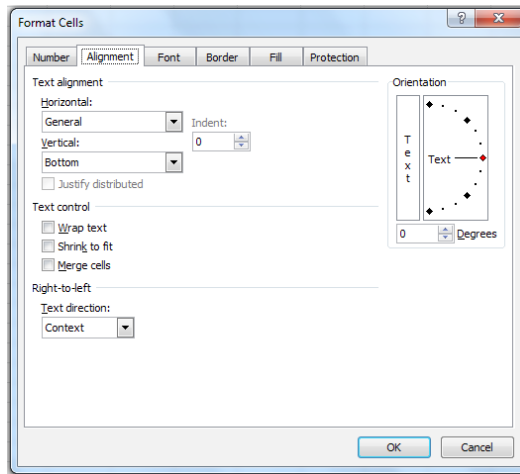 Format Cells
Number Alignment Font Border Fill Protection
Text alignment
Horizontal:
General
Indent:
Vertical:
0
Bottom
Justify distributed
Text control
Wrap text
Shrink to fit
Merge cells
Right-to-left
Text direction:
Context
Orientation
Text
Text
0 Degrees
OK Cancel